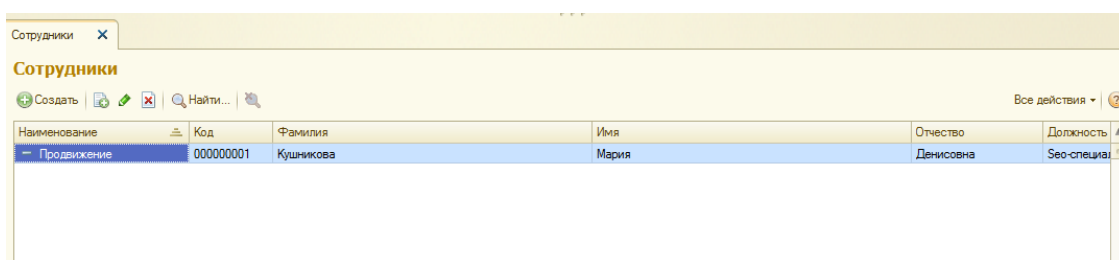 Сотрудники
Сотрудники
Создать Найти... Все действия
Наименование Код Фамилия Имя Отчество Должность
Продвижение 000000001 Кушникова Мария Денисовна Seo-специал